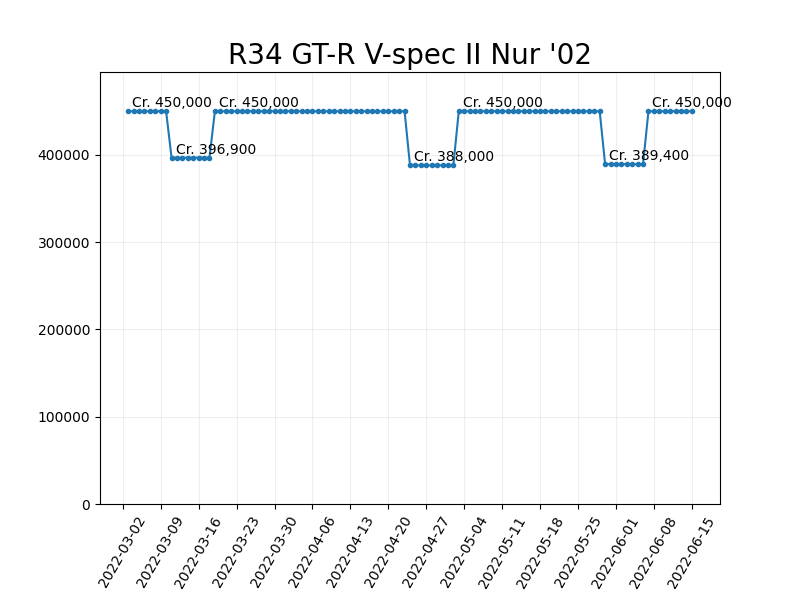 R34 GT-R V-spec II Nur '02
Cr. 450,000 Cr. 450,000 Cr. 450,000 Cr. 450,000
Cr. 396,900 Cr. 388,000 Cr. 389,400
400000
300000
200000
100000
0
2022-03-02 2022-03-09 2022-03-16 2022-03-23 2022-03-30 2022-04-06 2022-04-13 2022-04-20 2022-04-27 2022-05-04 2022-05-11 2022-05-18 2022-05-25 2022-06-01 2022-06-08 2022-06-15